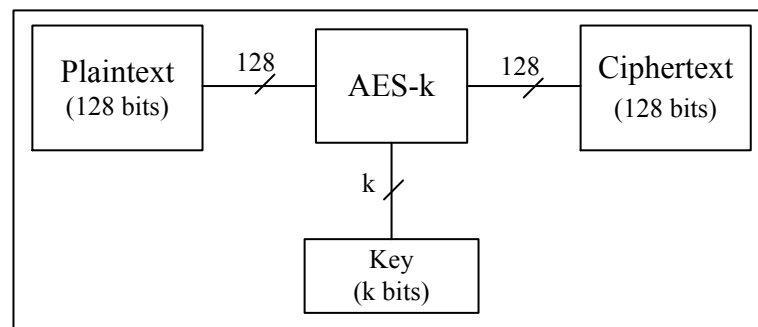 Plaintext
(128 bits)
128
AES-k
128
Ciphertext
(128 bits)
k
Key
(k bits)